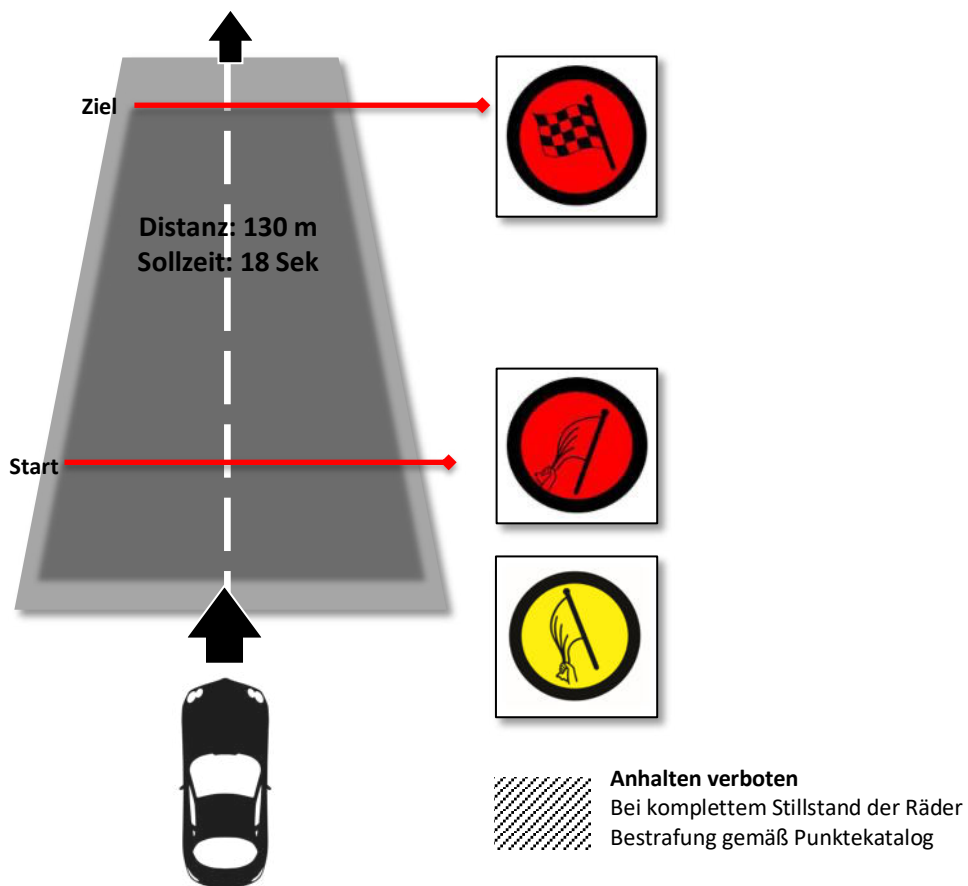 Ziel
Distanz: 130 m
Sollzeit: 18 Sek
Start
Anhalten verboten
Bei komplettem Stillstand der Räder
Bestrafung gemäß Punktekatalog